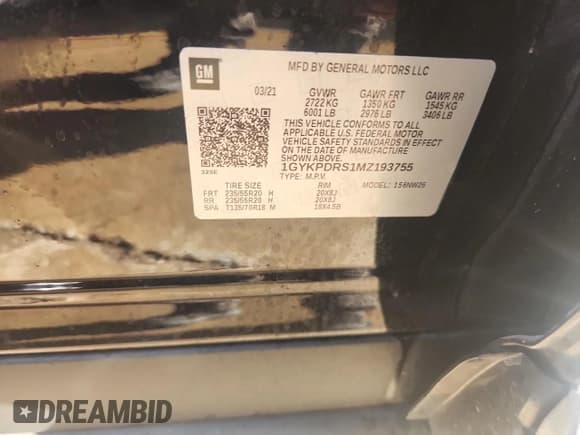 GM
MFD BY GENERAL MOTORS LLC
03/21 GVWR GAWR FRT GAWR RR
2722 KG 1350 KG 1545 KG
6001 LB 2976 LB 3406 LB
THIS VEHICLE CONFORMS TO ALL
APPLICABLE U.S. FEDERAL MOTOR
VEHICLE SAFETY STANDARDS IN
EFFECT ON THE DATE OF MANUFACTURE
SHOWN ABOVE.
1GYKPDRS1MZ193755
TYPE: M.P.V.
TIRE SIZE RIM MODEL:
FRT 235/55R20 H 20X8J
RR 235/55R20 H 20X8J
SPA T135/70R18 M 18X4.5B
DREAMBID